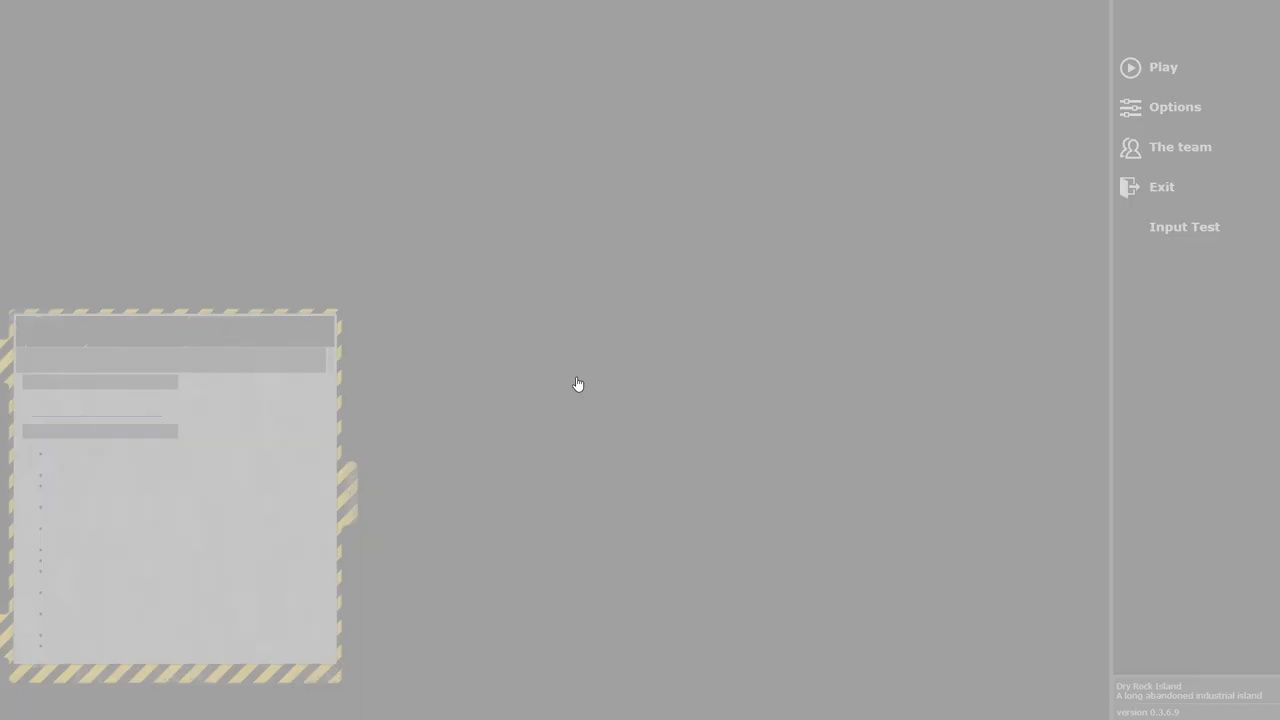 Play
Options
The team
Exit
Input Test
Dry Rock Island
A long abandoned industrial island
version 0.3.6.9